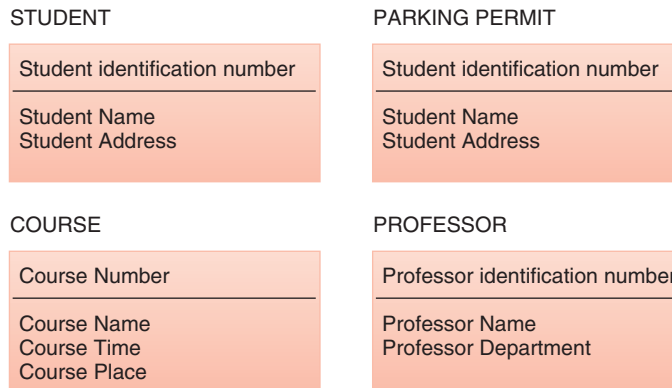 STUDENT
Student identification number
Student Name
Student Address
PARKING PERMIT
Student identification number
Student Name
Student Address
COURSE
Course Number
Course Name
Course Time
Course Place
PROFESSOR
Professor identification number
Professor Name
Professor Department